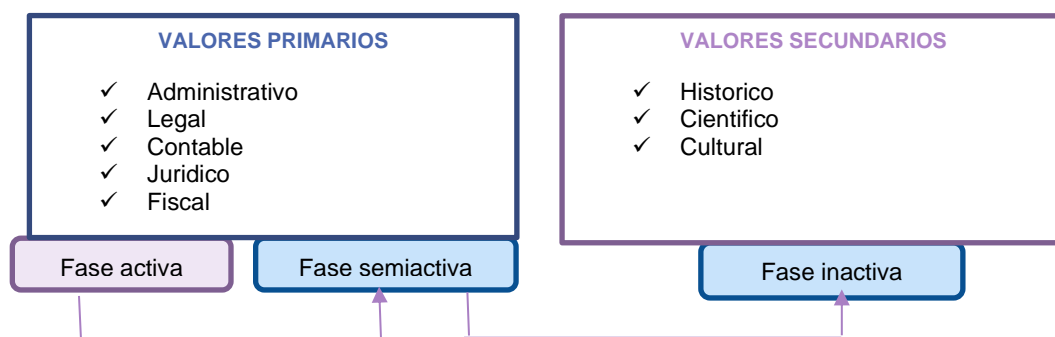 VALORES PRIMARIOS
✓ Administrativo
✓ Legal
✓ Contable
✓ Juridico
✓ Fiscal
VALORES SECUNDARIOS
✓ Historico
✓ Cientifico
✓ Cultural
Fase activa
Fase semiactiva
Fase inactiva